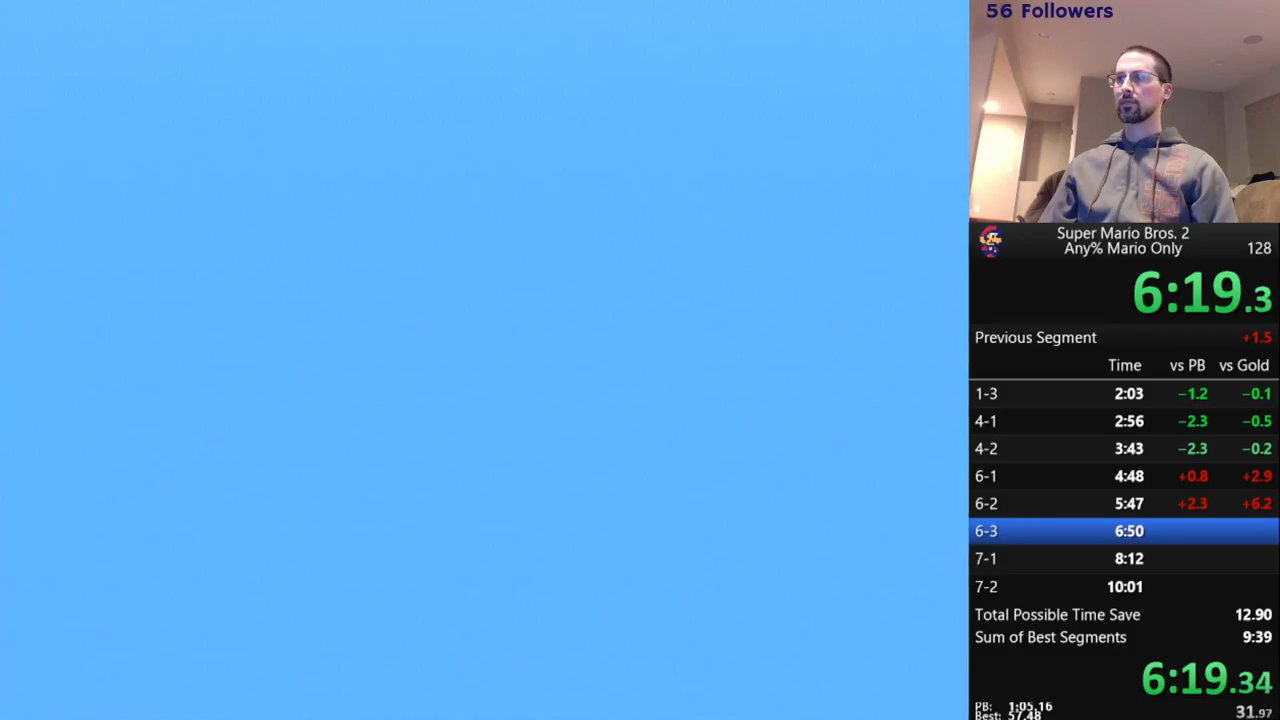 56 Followers
Super Mario Bros. 2
Any% Mario Only 128
6:19.3
Previous Segment +1.5
Time vs PB vs Gold
1-3 2:03 −1.2 −0.1
4-1 2:56 −2.3 −0.5
4-2 3:43 −2.3 −0.2
6-1 4:48 +0.8 +2.9
6-2 5:47 +2.3 +6.2
6-3 6:50
7-1 8:12
7-2 10:01
Total Possible Time Save 12.90
Sum of Best Segments 9:39
6:19.34
PB: 1:05.16
Best: 57.48 31.97